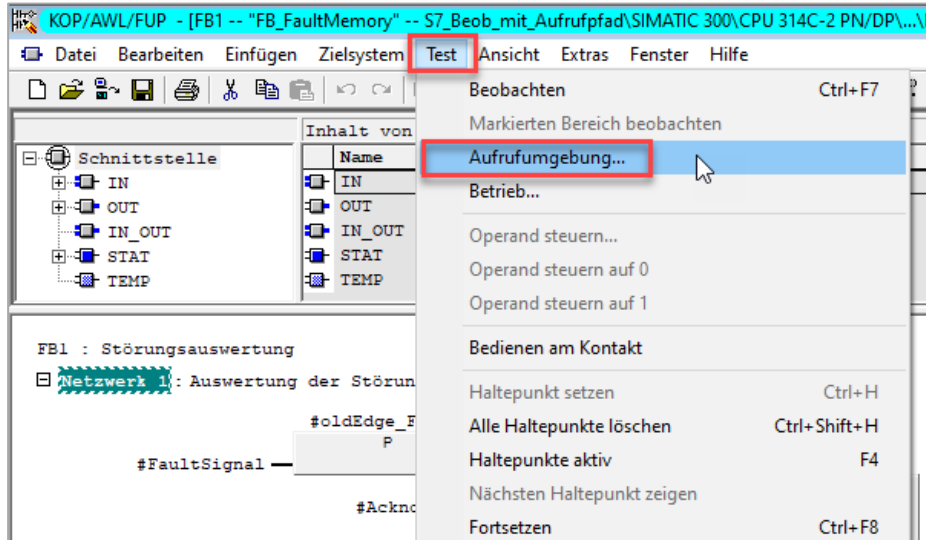 KOP/AWL/FUP - [FB1 -- "FB_FaultMemory" -- S7_Beob_mit_Aufrufpfad\SIMATIC 300\CPU 314C-2 PN/DP\...\
Datei Bearbeiten Einfügen Zielsystem Test Ansicht Extras Fenster Hilfe
Beobachten Ctrl+F7
Markierten Bereich beobachten
Aufrufumgebung...
Betrieb...
Operand steuern...
Operand steuern auf 0
Operand steuern auf 1
Bedienen am Kontakt
Haltepunkt setzen Ctrl+H
Alle Haltepunkte löschen Ctrl+Shift+H
Haltepunkte aktiv F4
Nächsten Haltepunkt zeigen
Fortsetzen Ctrl+F8
Inhalt von
Schnittstelle
IN
OUT
IN_OUT
STAT
TEMP
Name
IN
OUT
IN_OUT
STAT
TEMP
FB1 : Störungsauswertung
Netzwerk 1: Auswertung der Störun
#oldEdge_F
P
#FaultSignal
#Ackno